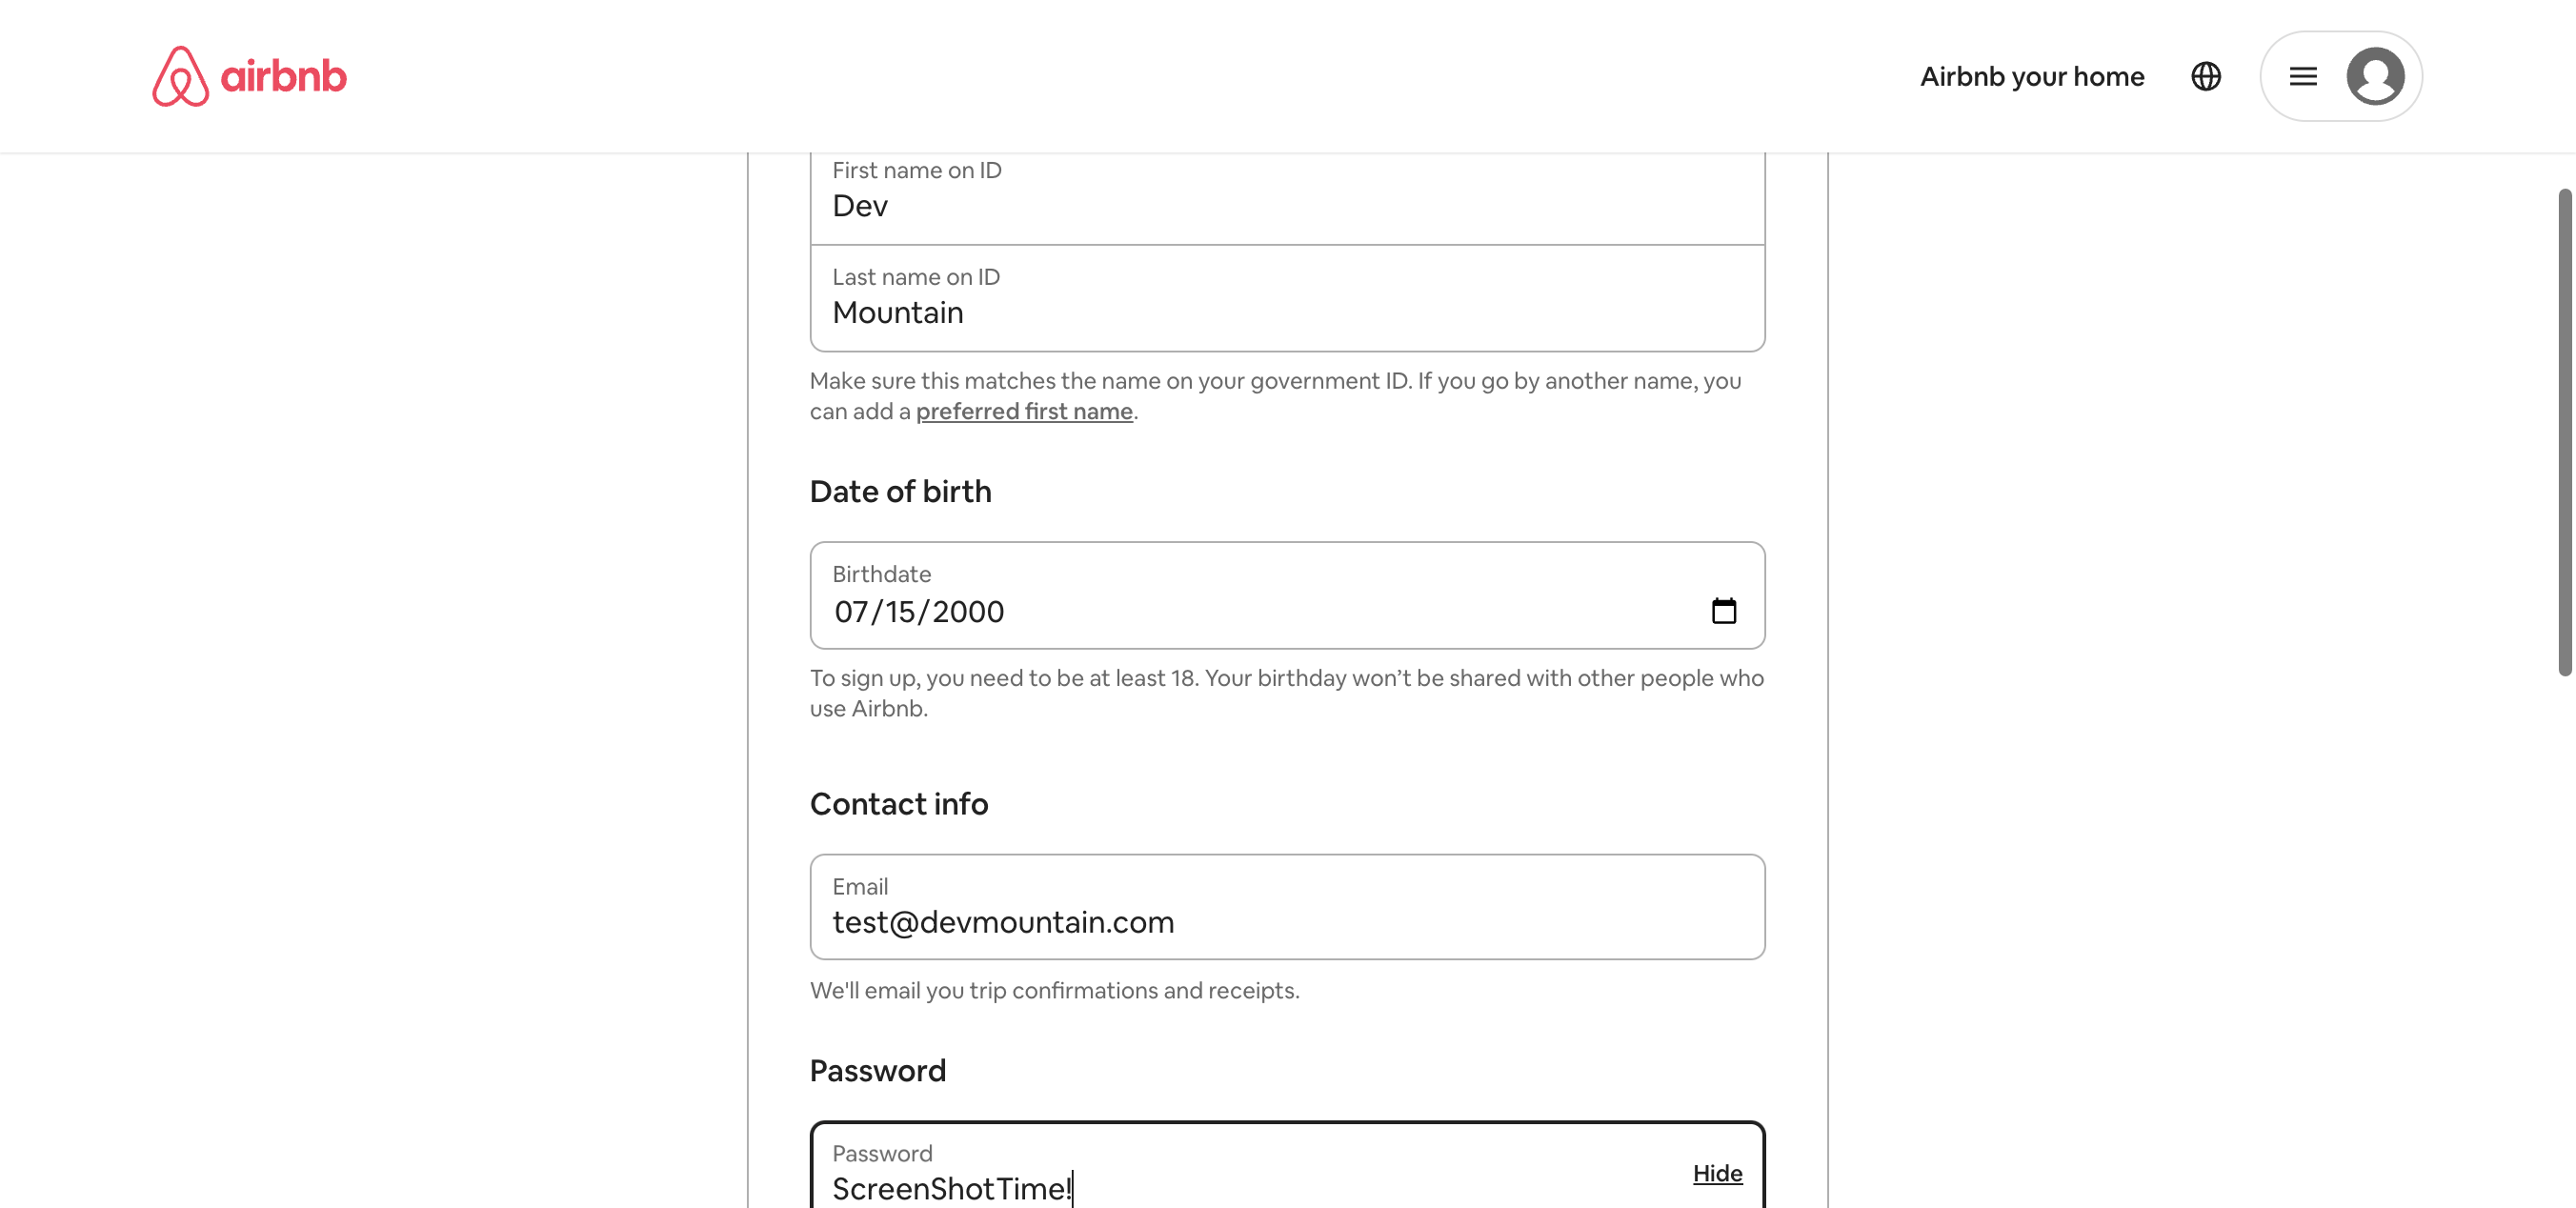 airbnb
Airbnb your home
First name on ID
Dev
Last name on ID
Mountain
Make sure this matches the name on your government ID. If you go by another name, you
can add a preferred first name.
Date of birth
Birthdate
07/15/2000
To sign up, you need to be at least 18. Your birthday won’t be shared with other people who
use Airbnb.
Contact info
Email
test@devmountain.com
We'll email you trip confirmations and receipts.
Password
Password
Hide
ScreenShotTime!